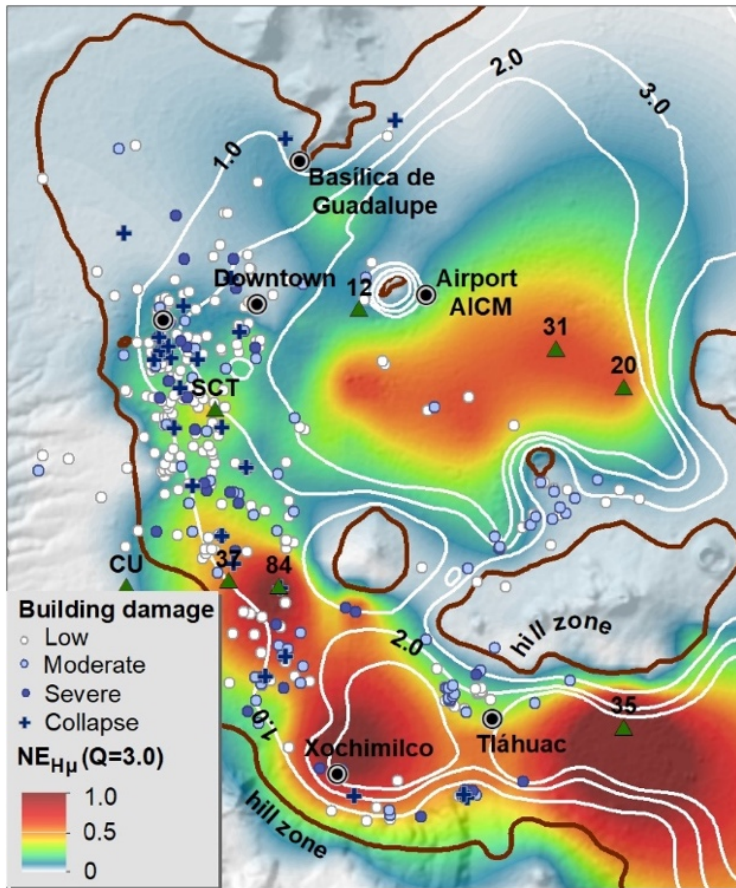 2.0
3.0
1.0
Basílica de
Guadalupe
Downtown
12
Airport
AICM
31
20
SCT
CU
37
84
hill zone
2.0
35
1.0
Xochimilco
Tláhuac
hill zone
Building damage
Low
Moderate
Severe
Collapse
NE_Hμ (Q=3.0)
1.0
0.5
0